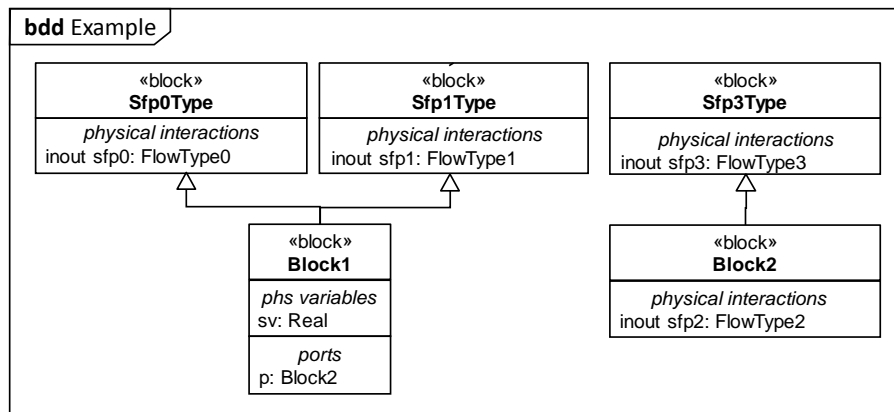 bdd Example
«block»
Sfp0Type
physical interactions
inout sfp0: FlowType0
«block»
Sfp1Type
physical interactions
inout sfp1: FlowType1
«block»
Sfp3Type
physical interactions
inout sfp3: FlowType3
«block»
Block1
phs variables
sv: Real
ports
p: Block2
«block»
Block2
physical interactions
inout sfp2: FlowType2